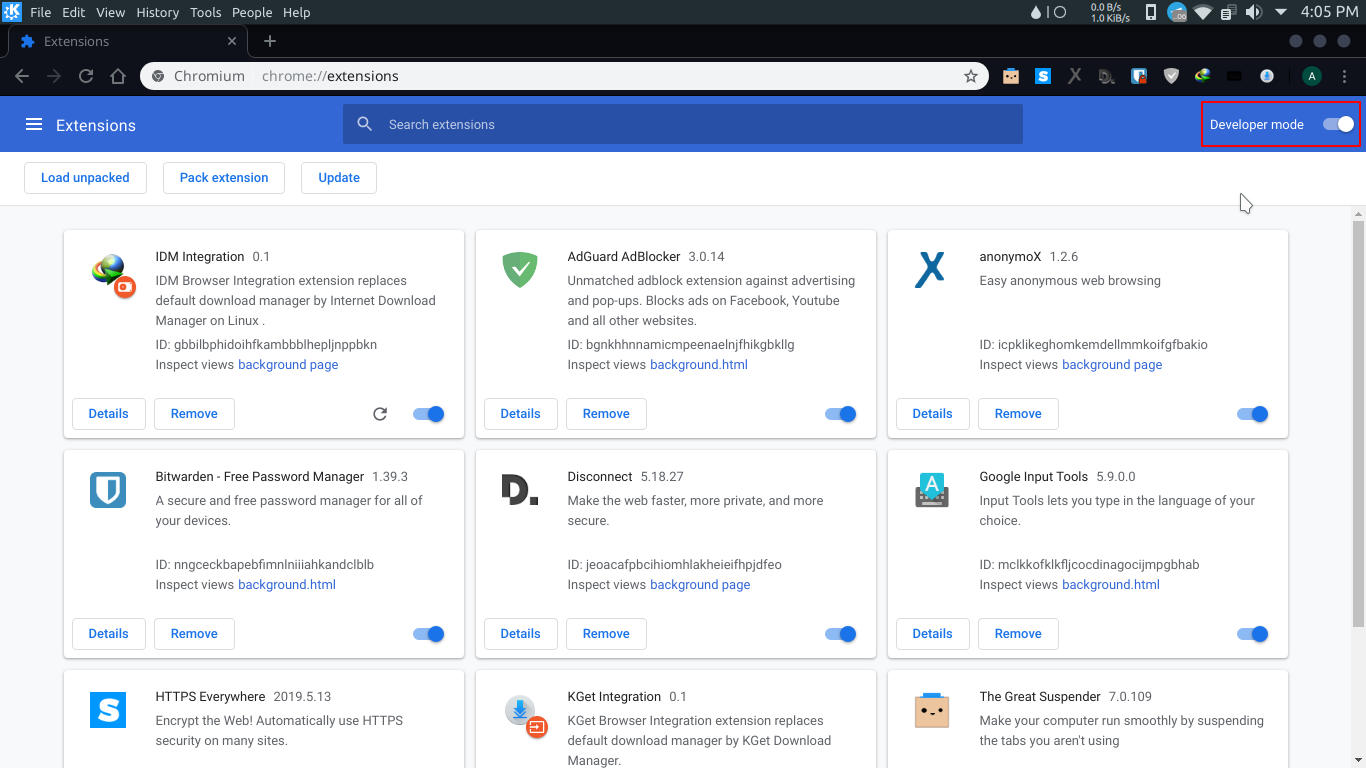 File Edit View History Tools People Help
0.0 B/s
1.0 KiB/s
4:05 PM
Extensions
Chromium chrome://extensions
A
Extensions
Search extensions
Developer mode
Load unpacked
Pack extension
Update
IDM Integration 0.1
IDM Browser Integration extension replaces
default download manager by Internet Download
Manager on Linux .
ID: gbbilbphidoihfkambbblhepljnppbkn
Inspect views background page
Details
Remove
AdGuard AdBlocker 3.0.14
Unmatched adblock extension against advertising
and pop-ups. Blocks ads on Facebook, Youtube
and all other websites.
ID: bgnkhhnnamicmpeenaelnjfhikgbkllg
Inspect views background.html
Details
Remove
anonymoX 1.2.6
Easy anonymous web browsing
ID: icpklikeghomkemdellmmkoifgfbakio
Inspect views background page
Details
Remove
Bitwarden - Free Password Manager 1.39.3
A secure and free password manager for all of
your devices.
ID: nngceckbapebfimnlniiiahkandclblb
Inspect views background.html
Details
Remove
D.
Disconnect 5.18.27
Make the web faster, more private, and more
secure.
ID: jeoacafpbcihiomhlakheieifhpjdfeo
Inspect views background page
Details
Remove
A
Google Input Tools 5.9.0.0
Input Tools lets you type in the language of your
choice.
ID: mclkkofklkfljcocdinagocijmpgbhab
Inspect views background.html
Details
Remove
S
HTTPS Everywhere 2019.5.13
Encrypt the Web! Automatically use HTTPS
security on many sites.
KGet Integration 0.1
KGet Browser Integration extension replaces
default download manager by KGet Download
Manager.
The Great Suspender 7.0.109
Make your computer run smoothly by suspending
the tabs you aren't using